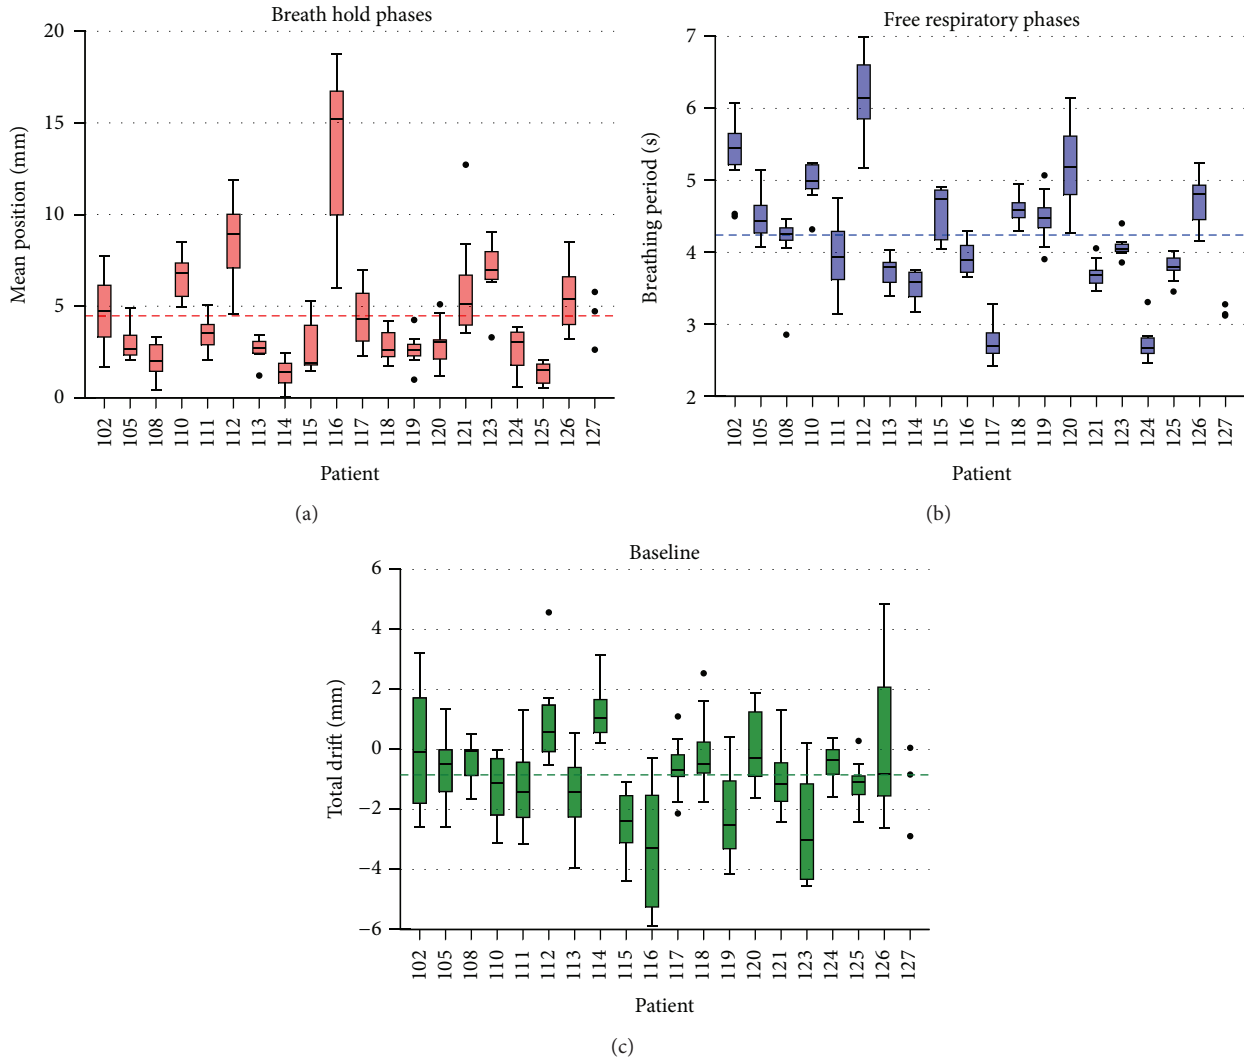 Breath hold phases
20
15
10
5
0
Mean position (mm)
102 105 108 110 111 112 113 114 115 116 117 118 119 120 121 123 124 125 126 127
Patient
(a)
Free respiratory phases
7
6
5
4
3
2
Breathing period (s)
102 105 108 110 111 112 113 114 115 116 117 118 119 120 121 123 124 125 126 127
Patient
(b)
Baseline
6
4
2
0
−2
−4
−6
Total drift (mm)
102 105 108 110 111 112 113 114 115 116 117 118 119 120 121 123 124 125 126 127
Patient
(c)